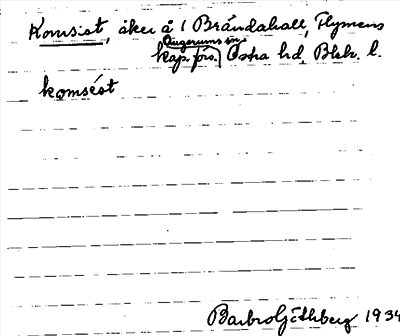 Komsist, åker å 1 Brändahall, Flymens
Augerums sn
kap.förs.) Östra hd, Blek. l.
komsést
Barbro Göthberg 1934